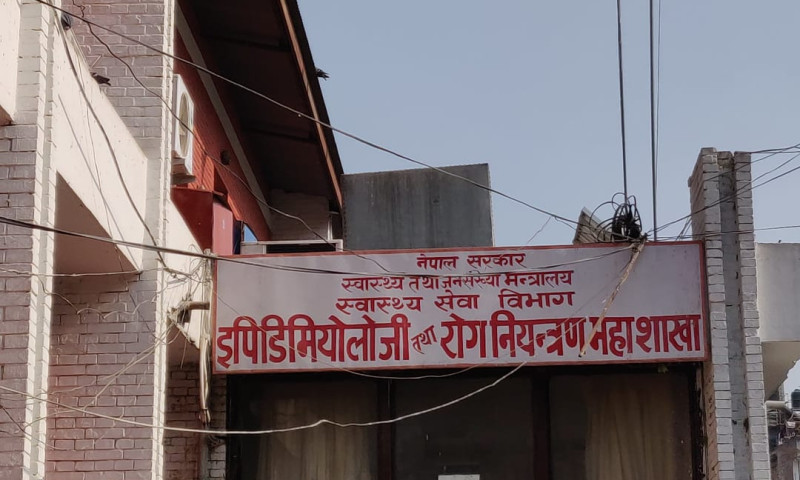 नेपाल सरकार
स्वास्थ्य तथा जनसंख्या मन्त्रालय
स्वास्थ्य सेवा विभाग
इपिडिमियोलोजी तथा रोग नियन्त्रण महाशाखा